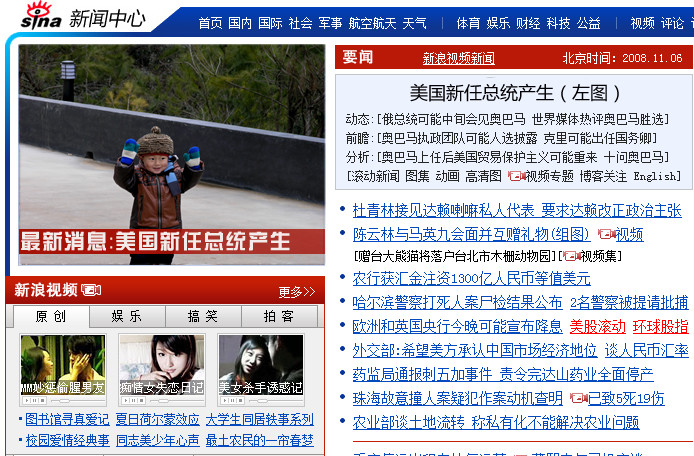 sina 新闻中心
首页 国内 国际 社会 军事 航空航天 天气 | 体育 娱乐 财经 科技 公益 | 视频 评论
最新消息:美国新任总统产生
新浪视频 更多>>
原创 娱乐 搞笑 拍客
MM妙惩偷腥男友 痴情女失恋日记 美女杀手诱惑记
图书馆寻真爱记 夏日荷尔蒙效应 大学生同居轶事系列
校园爱情经典事 同志美少年心声 最土农民的一帘春梦
要闻 新浪视频新闻 北京时间：2008.11.06
美国新任总统产生（左图）
动态:[俄总统可能中旬会见奥巴马 世界媒体热评奥巴马胜选]
前瞻:[奥巴马执政团队可能人选披露 克里可能出任国务卿]
分析:[奥巴马上任后美国贸易保护主义可能重来 十问奥巴马]
[滚动新闻 图集 动画 高清图 视频专题 博客关注 English]
杜青林接见达赖喇嘛私人代表 要求达赖改正政治主张
陈云林与马英九会面并互赠礼物(组图) 视频
[赠台大熊猫将落户台北市木栅动物园][视频集]
农行获汇金注资1300亿人民币等值美元
哈尔滨警察打死人案尸检结果公布 2名警察被提请批捕
欧洲和英国央行今晚可能宣布降息 美股滚动 环球股指
外交部:希望美方承认中国市场经济地位 谈人民币汇率
药监局通报刺五加事件 责令完达山药业全面停产
珠海故意撞人案疑犯作案动机查明 已致5死19伤
农业部谈土地流转 称私有化不能解决农业问题